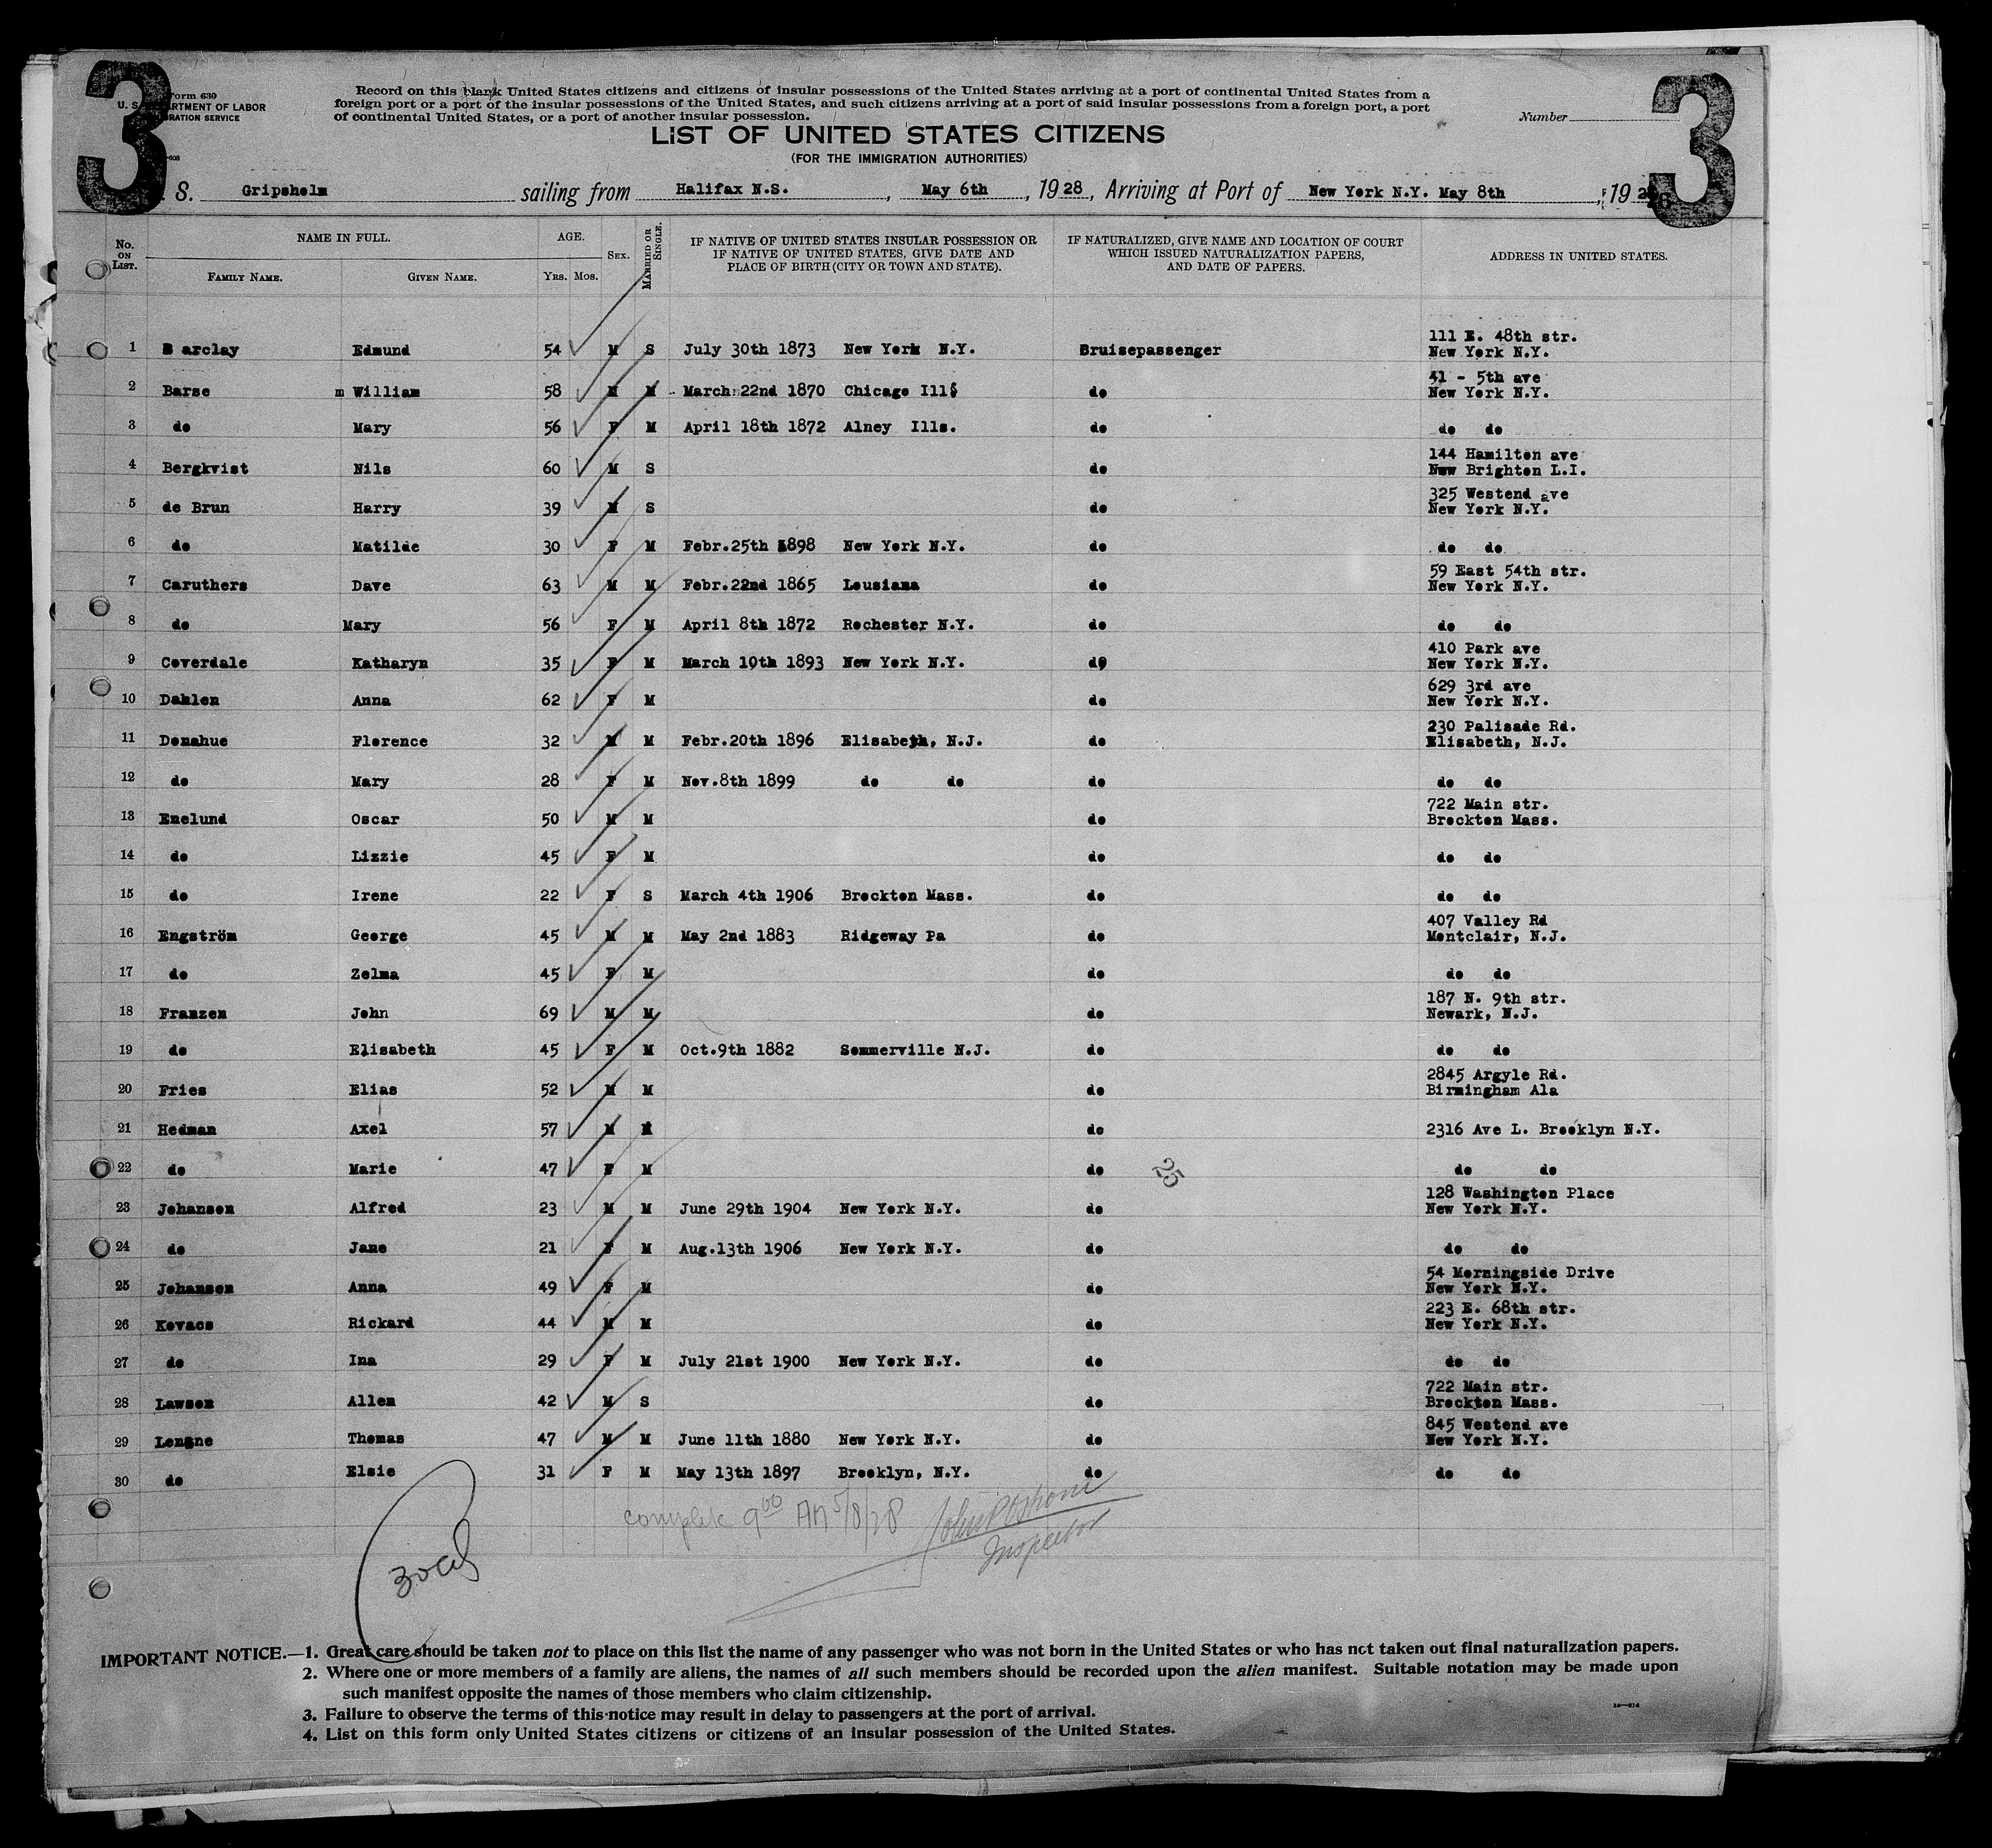 3
3
Form 630
U. S. DEPARTMENT OF LABOR
IMMIGRATION SERVICE
Record on this blank United States citizens and citizens of insular possessions of the United States arriving at a port of continental United States from a
foreign port or a port of the insular possessions of the United States, and such citizens arriving at a port of said insular possessions from a foreign port, a port
of continental United States, or a port of another insular possession.
Number
LIST OF UNITED STATES CITIZENS
(FOR THE IMMIGRATION AUTHORITIES)
S. Gripsholm sailing from Halifax N.S. , May 6th , 1928, Arriving at Port of New York N.Y. May 8th , 1928
No. ON LIST. NAME IN FULL. FAMILY NAME. GIVEN NAME. AGE. YRS. MOS. SEX. MARRIED OR SINGLE. IF NATIVE OF UNITED STATES INSULAR POSSESSION OR IF NATIVE OF UNITED STATES, GIVE DATE AND PLACE OF BIRTH (CITY OR TOWN AND STATE). IF NATURALIZED, GIVE NAME AND LOCATION OF COURT WHICH ISSUED NATURALIZATION PAPERS, AND DATE OF PAPERS. ADDRESS IN UNITED STATES.
1 B arclay Edmund 54 M S July 30th 1873 New York N.Y. Bruisepassenger 111 E. 48th str. New York N.Y.
2 Barse m William 58 M M March 22nd 1870 Chicago Ills do 41 - 5th ave New York N.Y.
3 do Mary 56 F M April 18th 1872 Alney Ills. do do do
4 Bergkvist Nils 60 M S do 144 Hamilton ave New Brighton L.I.
5 de Brun Harry 39 M S do 325 Westend ave New York N.Y.
6 do Matilde 30 F M Febr.25th 1898 New York N.Y. do do do
7 Caruthers Dave 63 M M Febr.22nd 1865 Lousiana do 59 East 54th str. New York N.Y.
8 do Mary 56 F M April 8th 1872 Rochester N.Y. do do do
9 Coverdale Katharyn 35 F M March 19th 1893 New York N.Y. do 410 Park ave New York N.Y.
10 Dahlen Anna 62 F M do 629 3rd ave New York N.Y.
11 Donahue Florence 32 M M Febr.20th 1896 Elisabeth, N.J. do 230 Palisade Rd. Elisabeth, N.J.
12 do Mary 28 F M Nov.8th 1899 do do do do do
13 Enelund Oscar 50 M M do 722 Main str. Brockton Mass.
14 do Lizzie 45 F M do do do
15 do Irene 22 F S March 4th 1906 Brockton Mass. do do do
16 Engström George 45 M M May 2nd 1883 Ridgeway Pa do 407 Valley Rd Montclair, N.J.
17 do Zelma 45 F M do do do
18 Franzen John 69 M M do 187 N. 9th str. Newark, N.J.
19 do Elisabeth 45 F M Oct.9th 1882 Sommerville N.J. do do do
20 Fries Elias 52 M M do 2845 Argyle Rd. Birmingham Ala
21 Hedman Axel 57 M M do 2316 Ave L. Brooklyn N.Y.
22 do Marie 47 F M do 25 do do
23 Johanson Alfred 23 M M June 29th 1904 New York N.Y. do 128 Washington Place New York N.Y.
24 do Jane 21 F M Aug.13th 1906 New York N.Y. do do do
25 Johanson Anna 49 F M do 54 Morningside Drive New York N.Y.
26 Kovacs Rickard 44 M M do 223 E. 68th str. New York N.Y.
27 do Ina 29 F M July 21st 1900 New York N.Y. do do do
28 Lawson Allen 42 M S do 722 Main str. Brockton Mass.
29 Lengne Thomas 47 M M June 11th 1880 New York N.Y. do 845 Westend ave New York N.Y.
30 do Elsie 31 F M May 13th 1897 Brooklyn, N.Y. do do do
complete 9 00 AM 5/8/28
Inspector
IMPORTANT NOTICE.—1. Great care should be taken not to place on this list the name of any passenger who was not born in the United States or who has not taken out final naturalization papers.
2. Where one or more members of a family are aliens, the names of all such members should be recorded upon the alien manifest. Suitable notation may be made upon
such manifest opposite the names of those members who claim citizenship.
3. Failure to observe the terms of this notice may result in delay to passengers at the port of arrival.
4. List on this form only United States citizens or citizens of an insular possession of the United States.